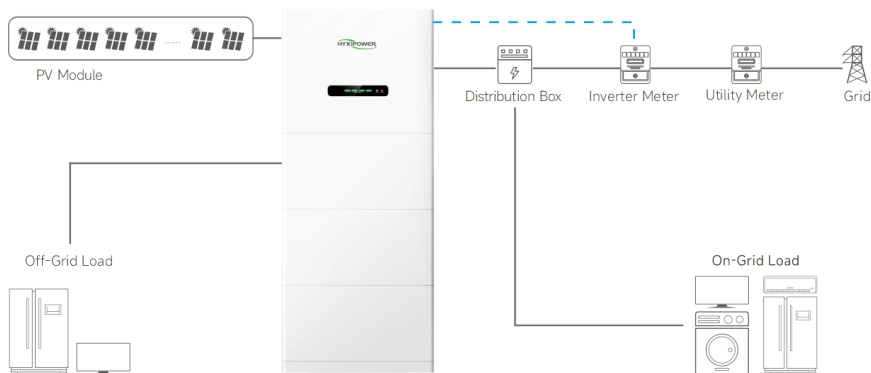 HYXIPOWER
PV Module
Distribution Box
Inverter Meter
Utility Meter
Grid
Off-Grid Load
On-Grid Load